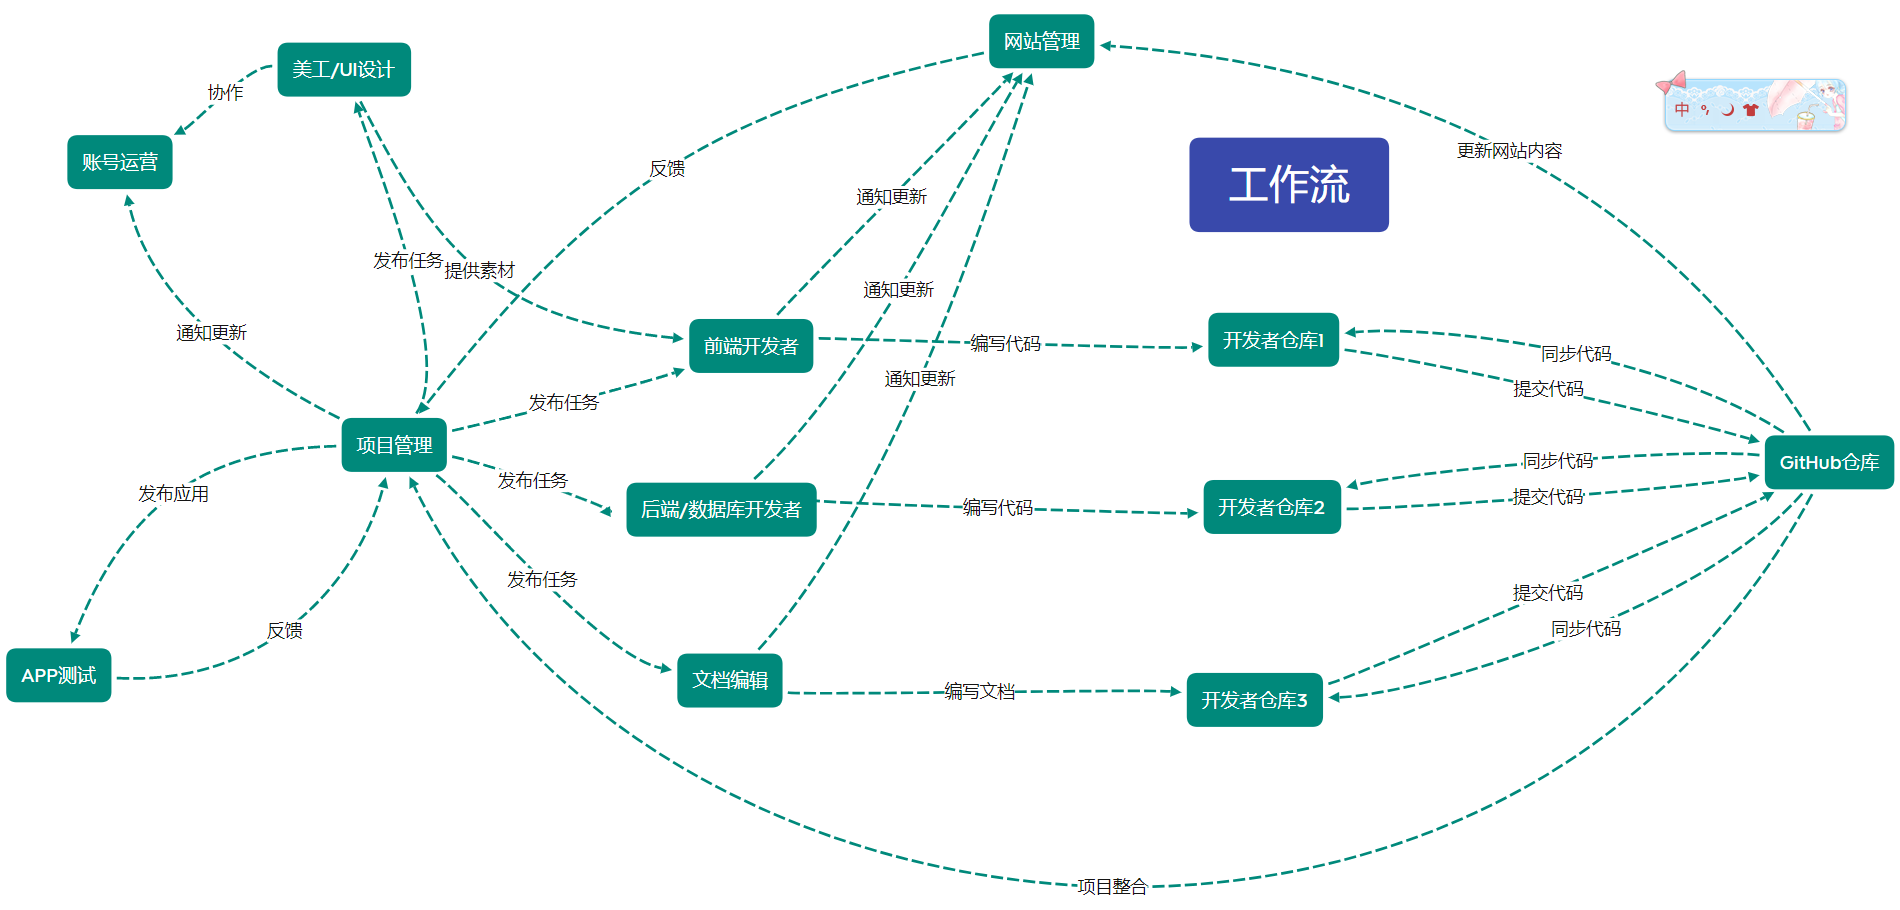 网站管理
美工/UI设计
协作
中
账号运营
更新网站内容
反馈
工作流
通知更新
发布任务
提供素材
通知更新
通知更新
前端开发者
编写代码
开发者仓库1
同步代码
通知更新
提交代码
发布任务
项目管理
GitHub仓库
同步代码
发布任务
发布应用
提交代码
后端/数据库开发者
编写代码
开发者仓库2
发布任务
提交代码
反馈
同步代码
APP测试
文档编辑
编写文档
开发者仓库3
项目整合